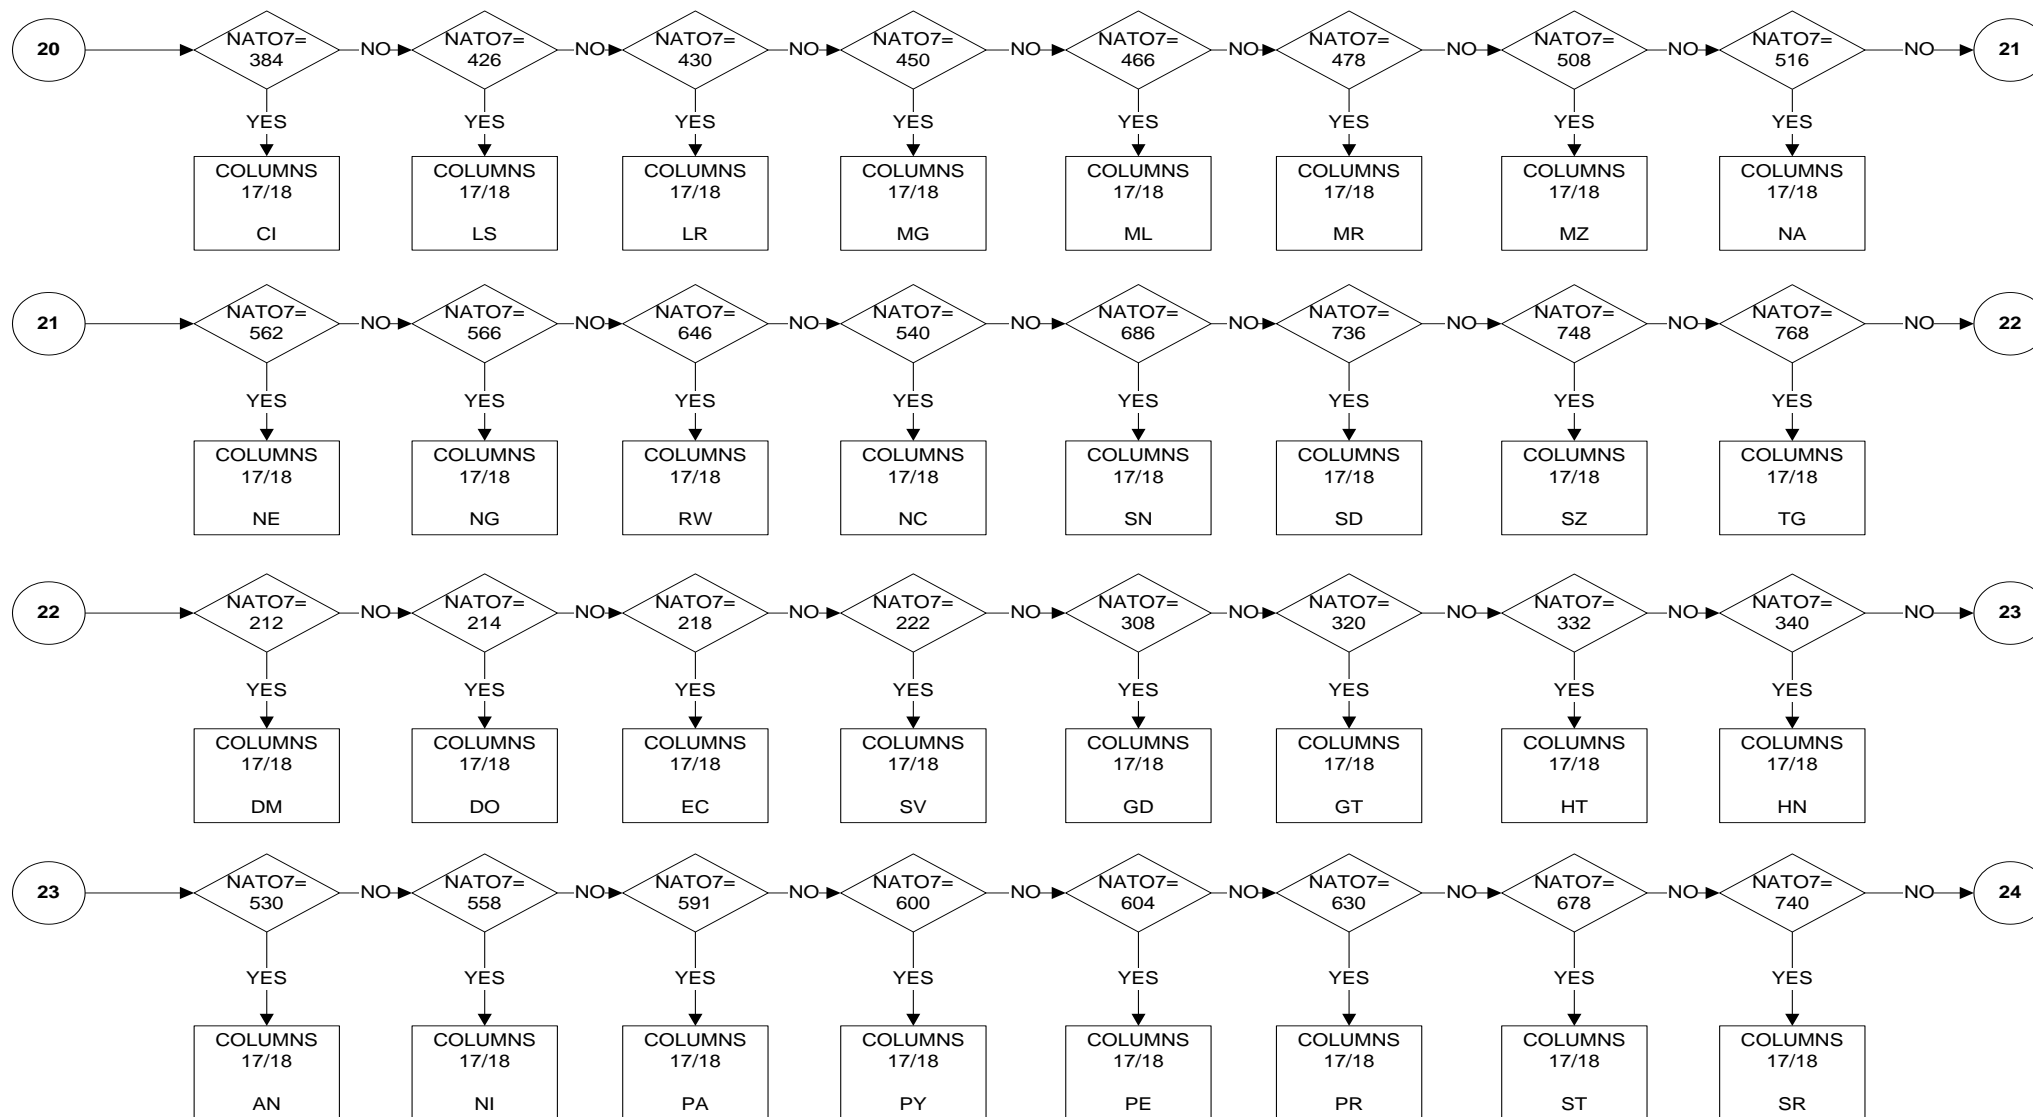 20
NATO7=
384
NO
NATO7=
426
NO
NATO7=
430
NO
NATO7=
450
NO
NATO7=
466
NO
NATO7=
478
NO
NATO7=
508
NO
NATO7=
516
NO
21
YES
YES
YES
YES
YES
YES
YES
YES
COLUMNS
17/18
CI
COLUMNS
17/18
LS
COLUMNS
17/18
LR
COLUMNS
17/18
MG
COLUMNS
17/18
ML
COLUMNS
17/18
MR
COLUMNS
17/18
MZ
COLUMNS
17/18
NA
21
NATO7=
562
NO
NATO7=
566
NO
NATO7=
646
NO
NATO7=
540
NO
NATO7=
686
NO
NATO7=
736
NO
NATO7=
748
NO
NATO7=
768
NO
22
YES
YES
YES
YES
YES
YES
YES
YES
COLUMNS
17/18
NE
COLUMNS
17/18
NG
COLUMNS
17/18
RW
COLUMNS
17/18
NC
COLUMNS
17/18
SN
COLUMNS
17/18
SD
COLUMNS
17/18
SZ
COLUMNS
17/18
TG
22
NATO7=
212
NO
NATO7=
214
NO
NATO7=
218
NO
NATO7=
222
NO
NATO7=
308
NO
NATO7=
320
NO
NATO7=
332
NO
NATO7=
340
NO
23
YES
YES
YES
YES
YES
YES
YES
YES
COLUMNS
17/18
DM
COLUMNS
17/18
DO
COLUMNS
17/18
EC
COLUMNS
17/18
SV
COLUMNS
17/18
GD
COLUMNS
17/18
GT
COLUMNS
17/18
HT
COLUMNS
17/18
HN
23
NATO7=
530
NO
NATO7=
558
NO
NATO7=
591
NO
NATO7=
600
NO
NATO7=
604
NO
NATO7=
630
NO
NATO7=
678
NO
NATO7=
740
NO
24
YES
YES
YES
YES
YES
YES
YES
YES
COLUMNS
17/18
AN
COLUMNS
17/18
NI
COLUMNS
17/18
PA
COLUMNS
17/18
PY
COLUMNS
17/18
PE
COLUMNS
17/18
PR
COLUMNS
17/18
ST
COLUMNS
17/18
SR